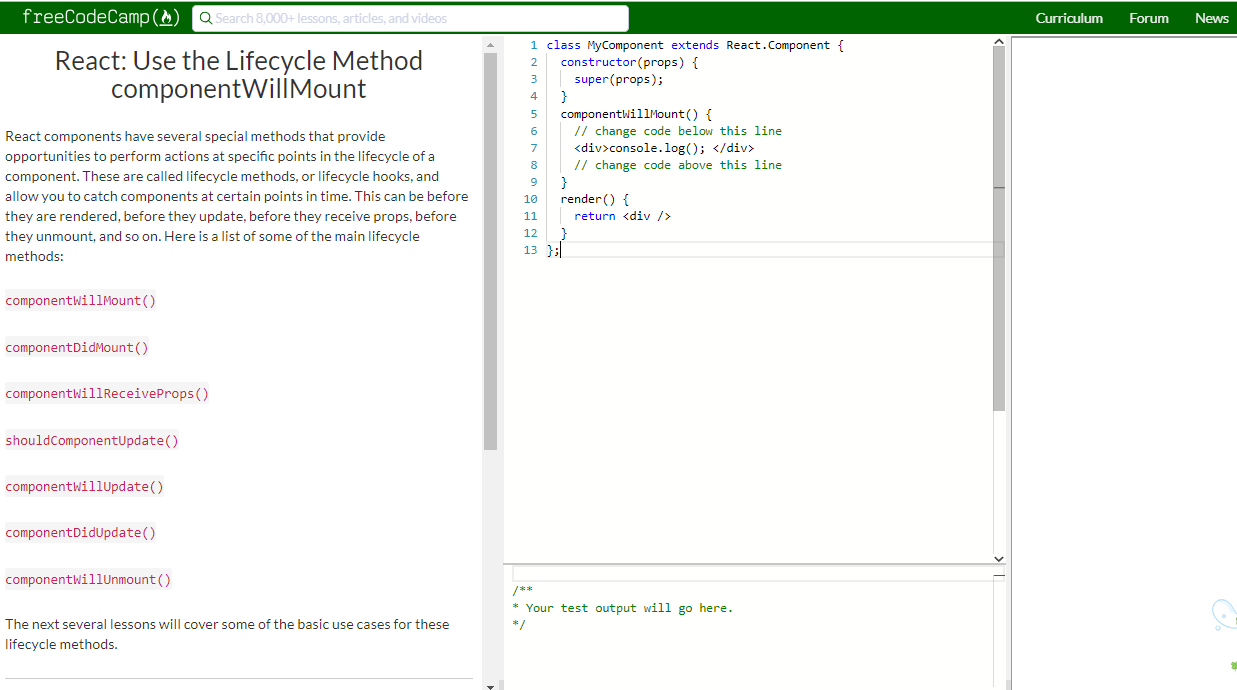 freeCodeCamp(🔥)
Search 8,000+ lessons, articles, and videos
Curriculum
Forum
News
React: Use the Lifecycle Method
componentWillMount
React components have several special methods that provide
opportunities to perform actions at specific points in the lifecycle of a
component. These are called lifecycle methods, or lifecycle hooks, and
allow you to catch components at certain points in time. This can be before
they are rendered, before they update, before they receive props, before
they unmount, and so on. Here is a list of some of the main lifecycle
methods:
componentWillMount()
componentDidMount()
componentWillReceiveProps()
shouldComponentUpdate()
componentWillUpdate()
componentDidUpdate()
componentWillUnmount()
The next several lessons will cover some of the basic use cases for these
lifecycle methods.
1 class MyComponent extends React.Component {
2 constructor(props) {
3 super(props);
4 }
5 componentWillMount() {
6 // change code below this line
7 <div>console.log(); </div>
8 // change code above this line
9 }
10 render() {
11 return <div />
12 }
13 };
/**
* Your test output will go here.
*/